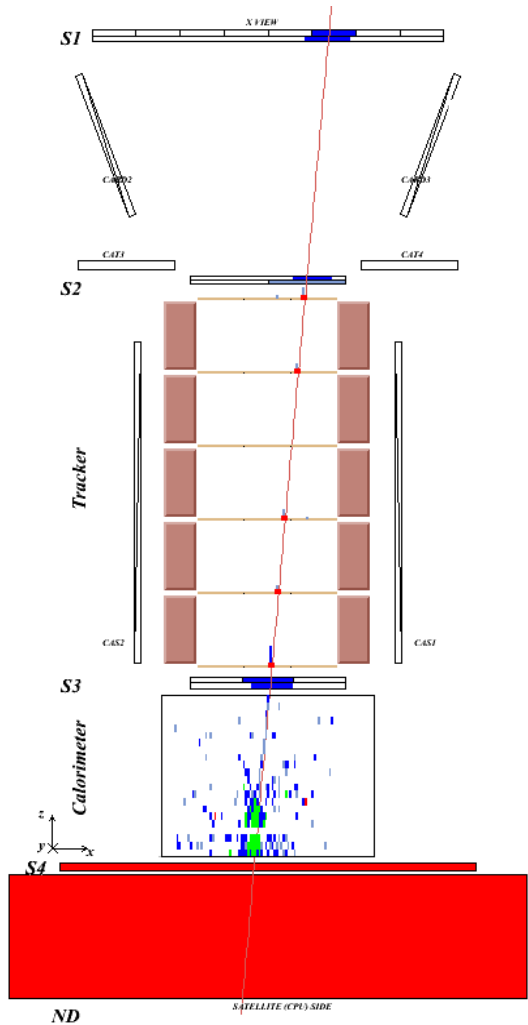 X VIEW
S1
CARD2
CARD3
CAT3
CAT4
S2
Tracker
CAS2
CAS1
S3
Calorimeter
z
y
x
S4
SATELLITE (CPU) SIDE
ND